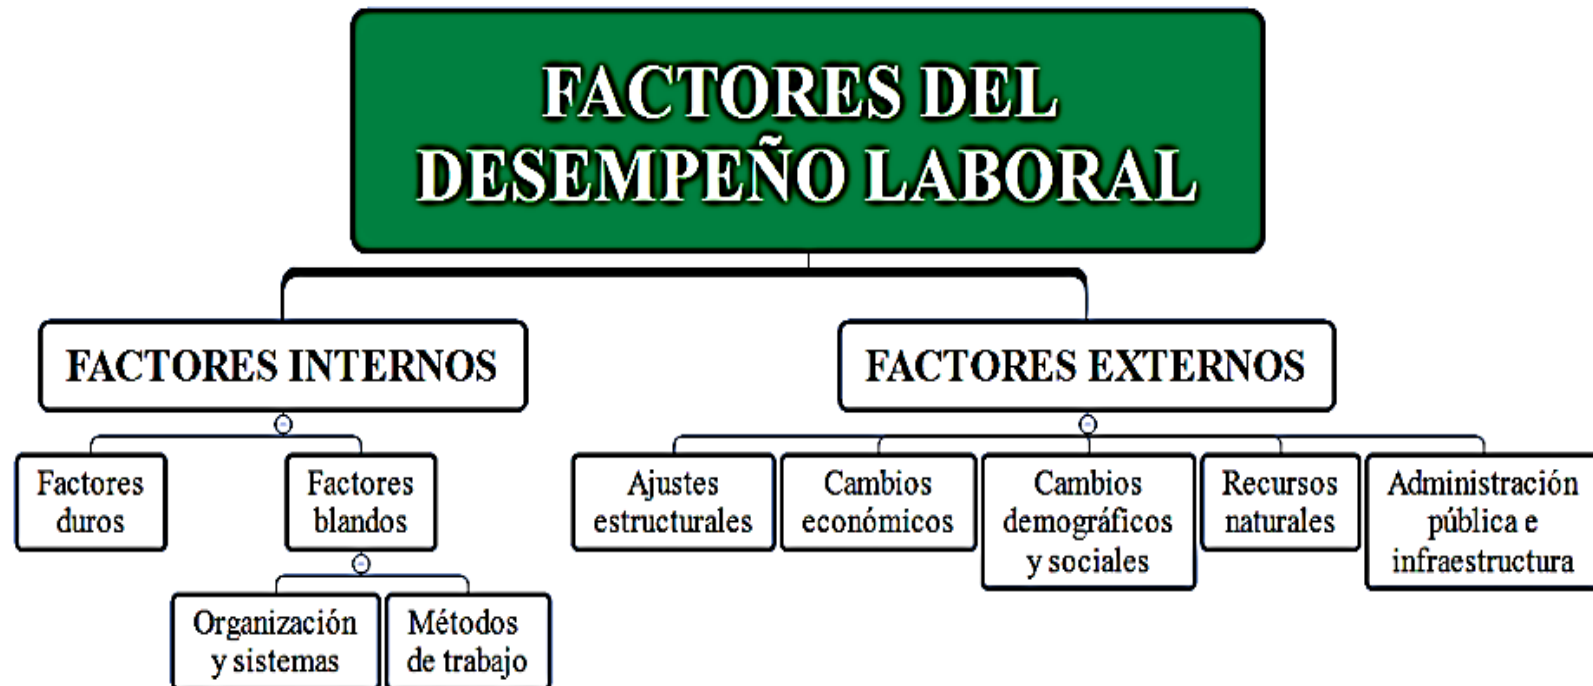 FACTORES DEL
DESEMPEÑO LABORAL
FACTORES INTERNOS
FACTORES EXTERNOS
Factores
duros
Factores
blandos
Ajustes
estructurales
Cambios
económicos
Cambios
demográficos
y sociales
Recursos
naturales
Administración
pública e
infraestructura
Organización
y sistemas
Métodos
de trabajo